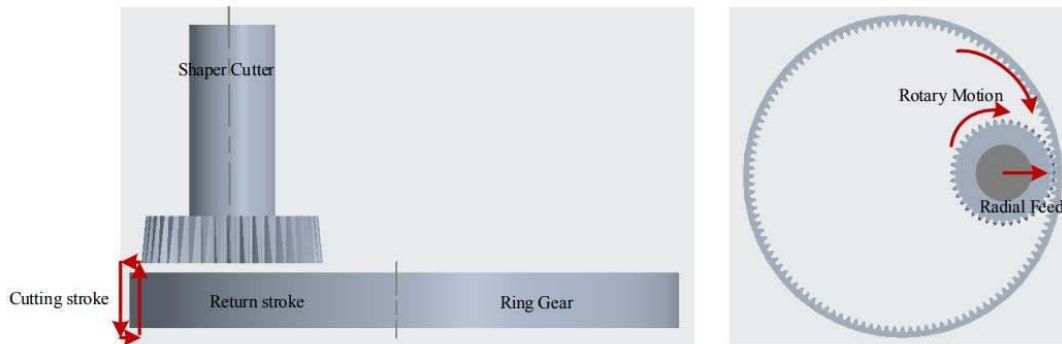 Shaper Cutter
Cutting stroke
Return stroke
Ring Gear
Rotary Motion
Radial Feed